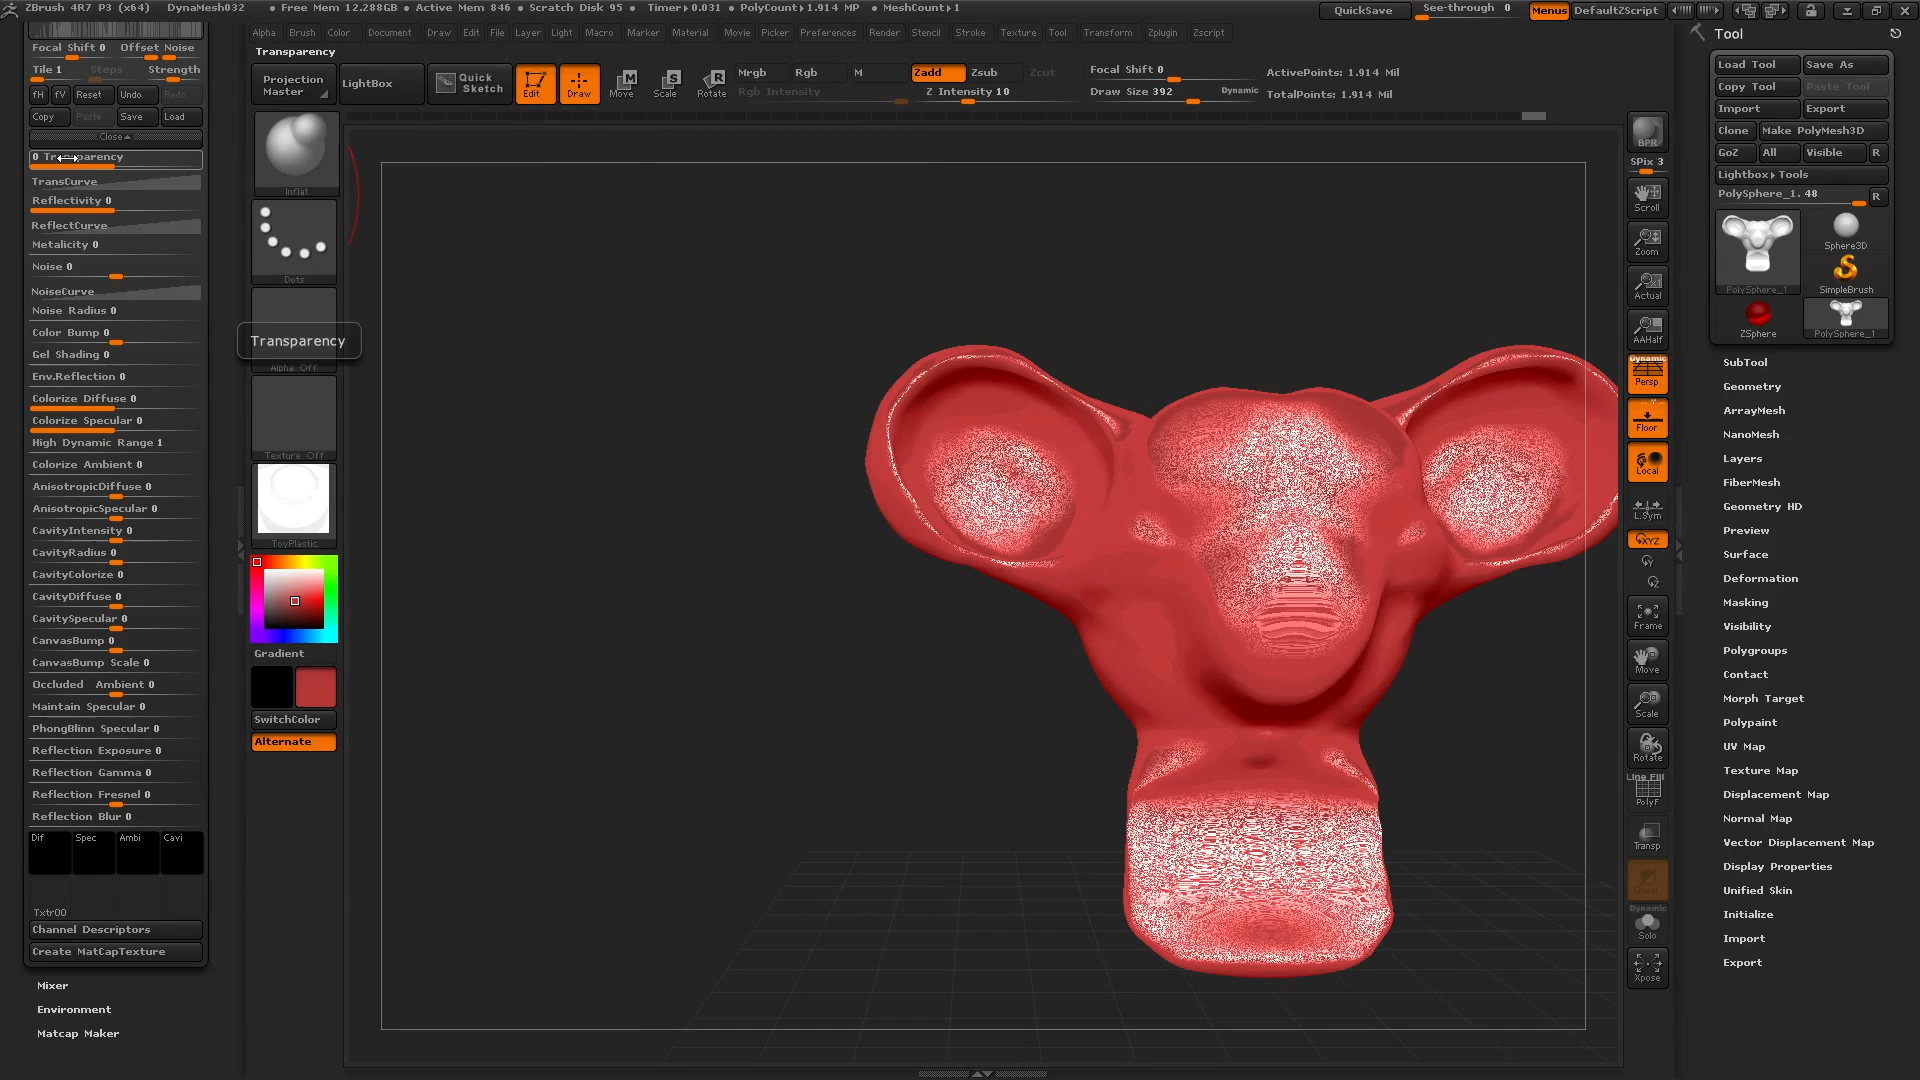 ZBrush 4R7 P3 (x64) DynaMesh032 • Free Mem 12.288GB • Active Mem 846 • Scratch Disk 95 • Timer▸0.031 • PolyCount▸1.914 MP • MeshCount▸1 QuickSave See-through 0 Menus DefaultZScript
Alpha Brush Color Document Draw Edit File Layer Light Macro Marker Material Movie Picker Preferences Render Stencil Stroke Texture Tool Transform Zplugin Zscript
Transparency
Focal Shift 0 Offset Noise
Tile 1 Steps Strength
fH fV Reset Undo Redo
Copy Paste Save Load
Close
0 Transparency
TransCurve
Reflectivity 0
ReflectCurve
Metalicity 0
Noise 0
NoiseCurve
Noise Radius 0
Color Bump 0
Gel Shading 0
Env.Reflection 0
Colorize Diffuse 0
Colorize Specular 0
High Dynamic Range 1
Colorize Ambient 0
AnisotropicDiffuse 0
AnisotropicSpecular 0
CavityIntensity 0
CavityRadius 0
CavityColorize 0
CavityDiffuse 0
CavitySpecular 0
CanvasBump 0
CanvasBump Scale 0
Occluded Ambient 0
Maintain Specular 0
PhongBlinn Specular 0
Reflection Exposure 0
Reflection Gamma 0
Reflection Fresnel 0
Reflection Blur 0
Dif Spec Ambi Cavi
Txtr00
Channel Descriptors
Create MatCapTexture
Mixer
Environment
Matcap Maker
Projection Master
LightBox
Quick Sketch
Edit
Draw
Move
Scale
Rotate
Mrgb Rgb M Zadd Zsub Zcut
Rgb Intensity Z Intensity 10
Focal Shift 0
Draw Size 392 Dynamic
ActivePoints: 1.914 Mil
TotalPoints: 1.914 Mil
Inflat
Dots
Transparency
Alpha Off
Texture Off
ToyPlastic
Gradient
SwitchColor
Alternate
BPR
SPix 3
Scroll
Zoom
Actual
AAHalf
Dynamic
Persp
Floor
Local
L.Sym
XYZ
Frame
Move
Scale
Rotate
Line Fill
PolyF
Transp
Ghost
Dynamic
Solo
Xpose
Tool
Load Tool Save As
Copy Tool Paste Tool
Import Export
Clone Make PolyMesh3D
GoZ All Visible R
Lightbox▸Tools
PolySphere_1. 48 R
PolySphere_1
Sphere3D
SimpleBrush
ZSphere
PolySphere_1
SubTool
Geometry
ArrayMesh
NanoMesh
Layers
FiberMesh
Geometry HD
Preview
Surface
Deformation
Masking
Visibility
Polygroups
Contact
Morph Target
Polypaint
UV Map
Texture Map
Displacement Map
Normal Map
Vector Displacement Map
Display Properties
Unified Skin
Initialize
Import
Export